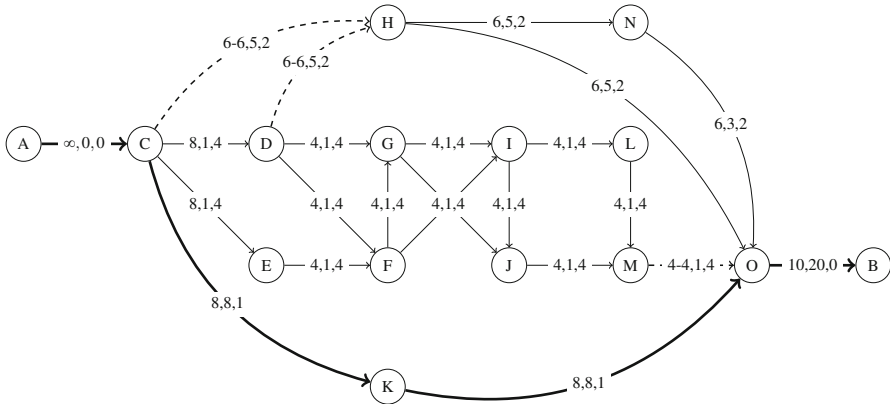 H 6,5,2 N
6-6,5,2
6-6,5,2
6,5,2
6,3,2
A ∞,0,0 C 8,1,4 D 4,1,4 G 4,1,4 I 4,1,4 L
8,1,4 4,1,4 4,1,4 4,1,4 4,1,4 4,1,4
E 4,1,4 F J 4,1,4 M 4-4,1,4 O 10,20,0 B
8,8,1
K
8,8,1